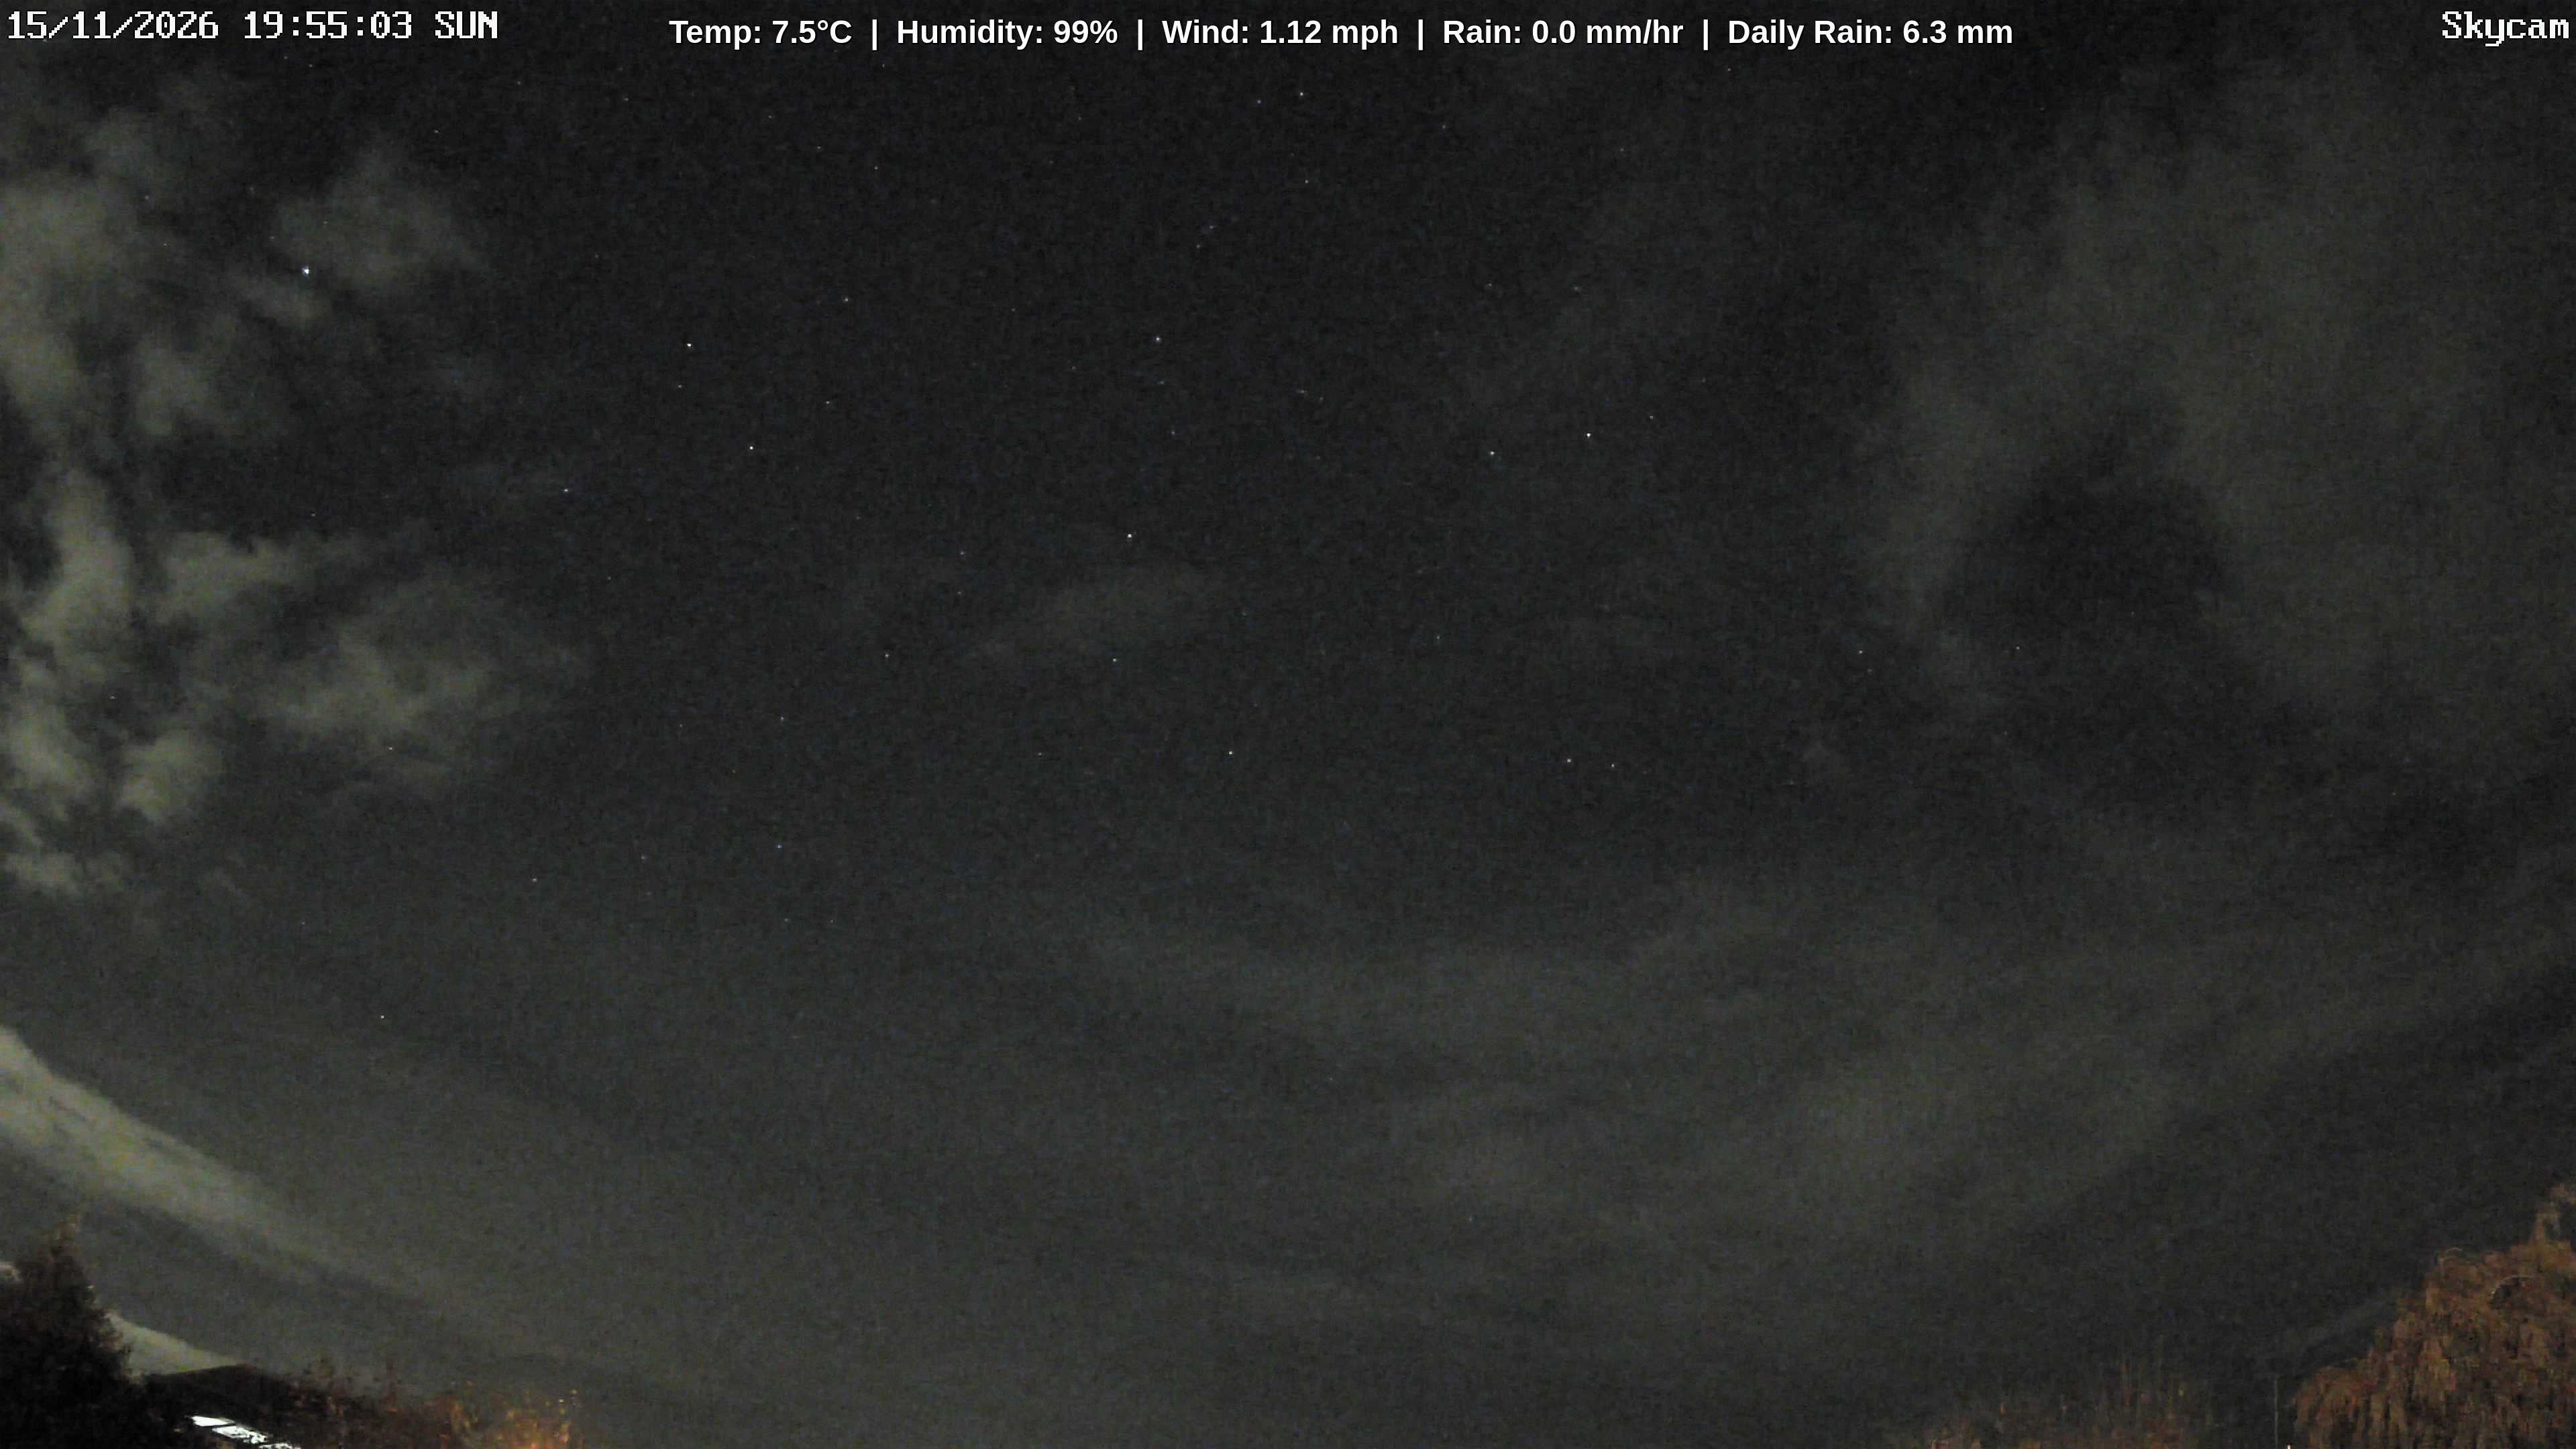 15/11/2026 19:55:03 SUN
Temp: 7.5°C | Humidity: 99% | Wind: 1.12 mph | Rain: 0.0 mm/hr | Daily Rain: 6.3 mm
Skycam